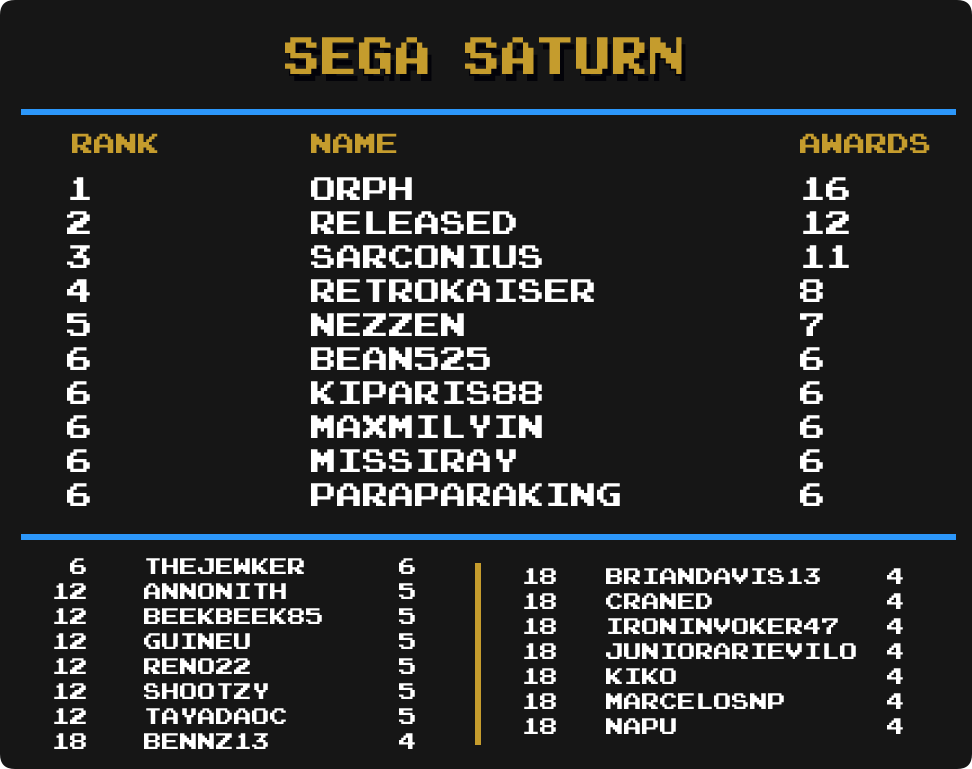 SEGA SATURN
RANK NAME AWARDS
1 ORPH 16
2 RELEASED 12
3 SARCONIUS 11
4 RETROKAISER 8
5 NEZZEN 7
6 BEAN525 6
6 KIPARIS88 6
6 MAXMILYIN 6
6 MISSIRAY 6
6 PARAPARAKING 6
6 THEJEWKER 6
12 ANNONITH 5
12 BEEKBEEK85 5
12 GUINEU 5
12 RENO22 5
12 SHOOTZY 5
12 TAYADAOC 5
18 BENNZ13 4
18 BRIANDAVIS13 4
18 CRANED 4
18 IRONINVOKER47 4
18 JUNIORARIEVILO 4
18 KIKO 4
18 MARCELOSNP 4
18 NAPU 4